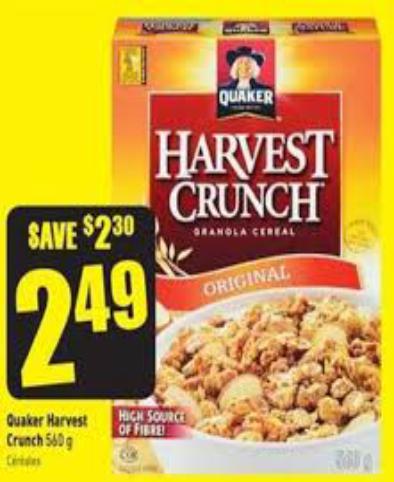 QUAKER
HARVEST
CRUNCH
GRANOLA CEREAL
ORIGINAL
SAVE $2 30
2 49
Quaker Harvest
Crunch 560 g
Céréales
HIGH SOURCE
OF FIBRE!
560 g